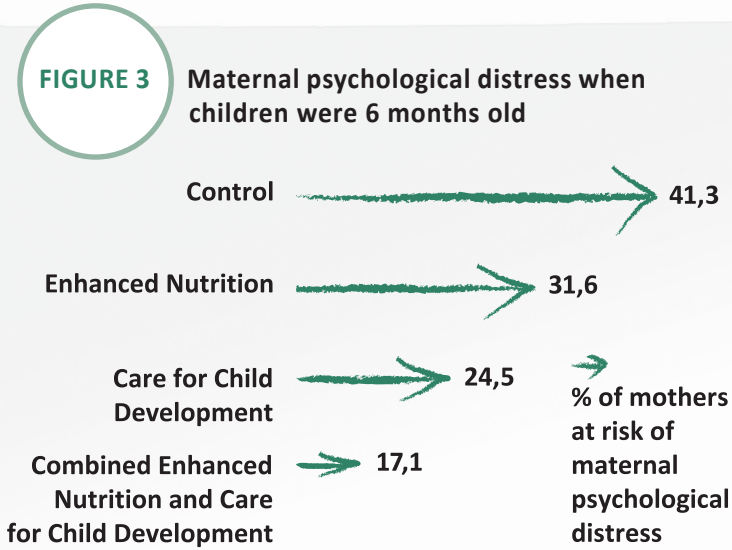 FIGURE 3
Maternal psychological distress when
children were 6 months old
Control
41,3
Enhanced Nutrition
31,6
Care for Child
Development
24,5
Combined Enhanced
Nutrition and Care
for Child Development
17,1
% of mothers
at risk of
maternal
psychological
distress